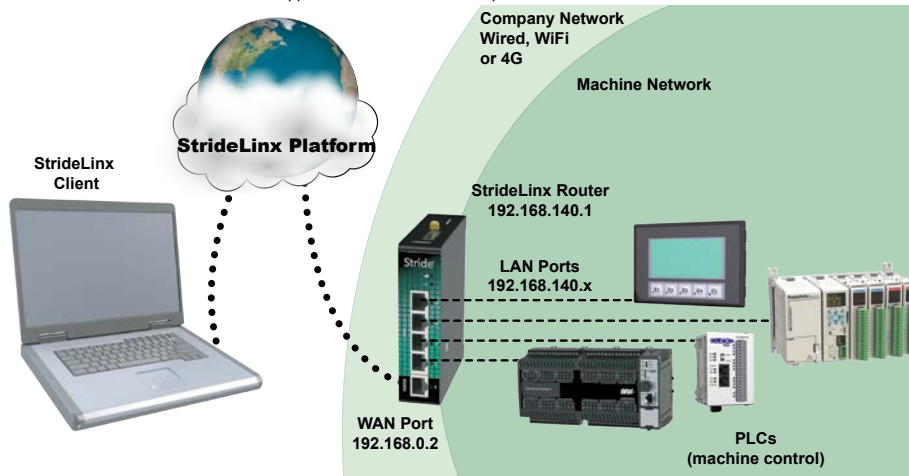 Company Network
Wired, WiFi
or 4G
Machine Network
StrideLinx Platform
StrideLinx
Client
StrideLinx Router
192.168.140.1
Stride
LAN Ports
192.168.140.x
WAN Port
192.168.0.2
PLCs
(machine control)